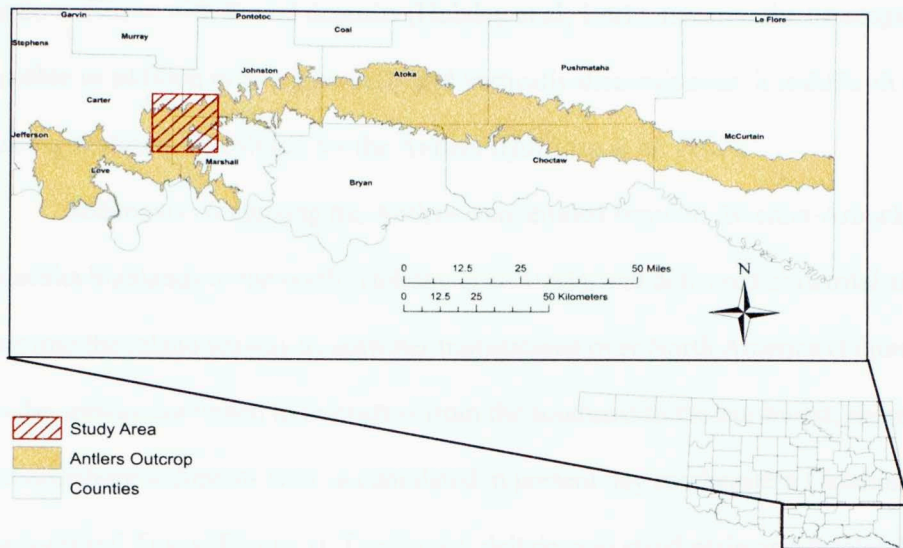 Garvin
Pontotoc
Le Flore
Stephens
Murray
Coal
Johnston
Atoka
Pushmataha
Carter
Jefferson
McCurtain
Love
Marshall
Choctaw
Bryan
0 12.5 25 50 Miles
0 12.5 25 50 Kilometers
N
Study Area
Antlers Outcrop
Counties